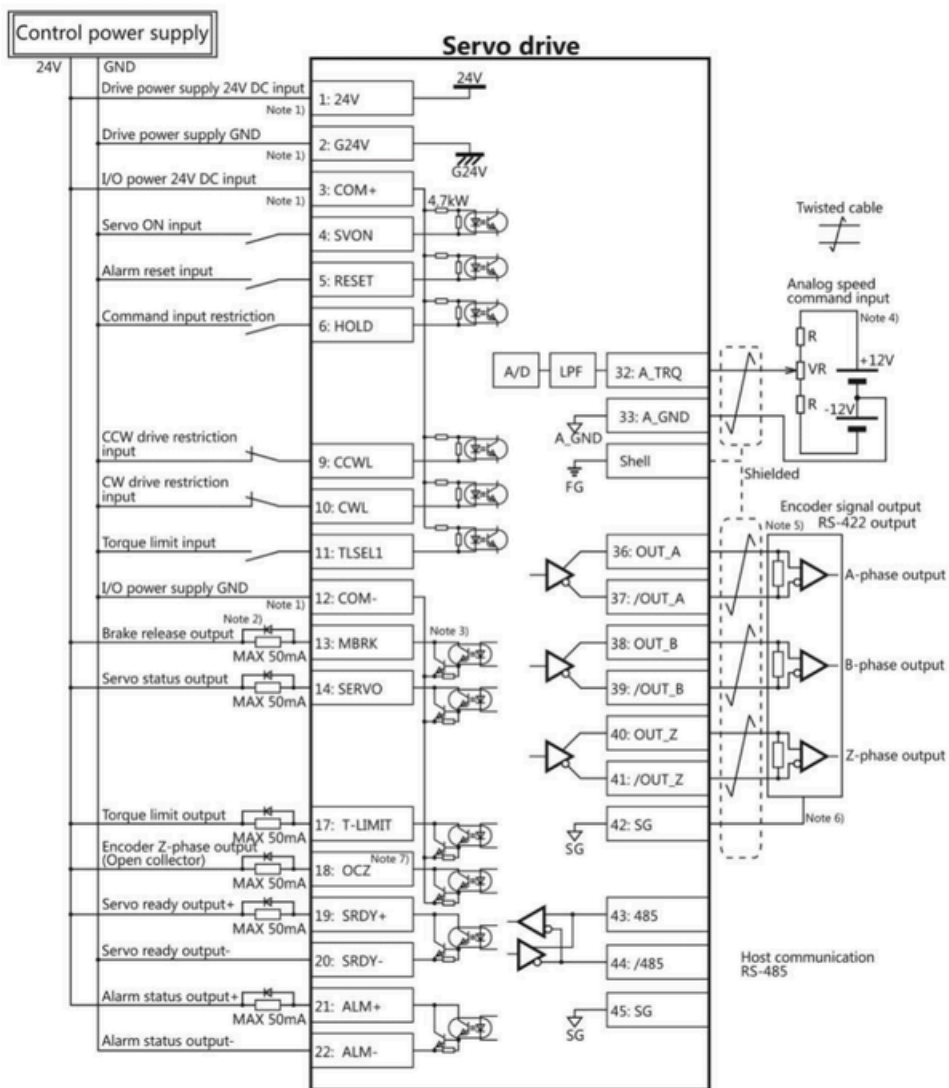 Control power supply
24V
GND
Servo drive
Drive power supply 24V DC input
Note 1)
1: 24V
24V
Drive power supply GND
Note 1)
2: G24V
G24V
I/O power 24V DC input
Note 1)
3: COM+
4,7kW
Servo ON input
4: SVON
Alarm reset input
5: RESET
Command input restriction
6: HOLD
CCW drive restriction
input
9: CCWL
CW drive restriction
input
10: CWL
Torque limit input
11: TLSEL1
I/O power supply GND
Note 1)
12: COM-
Brake release output
Note 2)
MAX 50mA
13: MBRK
Note 3)
Servo status output
MAX 50mA
14: SERVO
Torque limit output
MAX 50mA
17: T-LIMIT
Encoder Z-phase output
(Open collector)
MAX 50mA
18: OCZ
Note 7)
Servo ready output+
MAX 50mA
19: SRDY+
Servo ready output-
20: SRDY-
Alarm status output+
MAX 50mA
21: ALM+
Alarm status output-
22: ALM-
Twisted cable
Analog speed
command input
Note 4)
R
VR
R
+12V
-12V
A/D
LPF
32: A_TRQ
33: A_GND
A_GND
Shell
FG
Shielded
Encoder signal output
RS-422 output
Note 5)
36: OUT_A
37: /OUT_A
A-phase output
38: OUT_B
39: /OUT_B
B-phase output
40: OUT_Z
41: /OUT_Z
Z-phase output
42: SG
SG
Note 6)
43: 485
44: /485
Host communication
RS-485
45: SG
SG